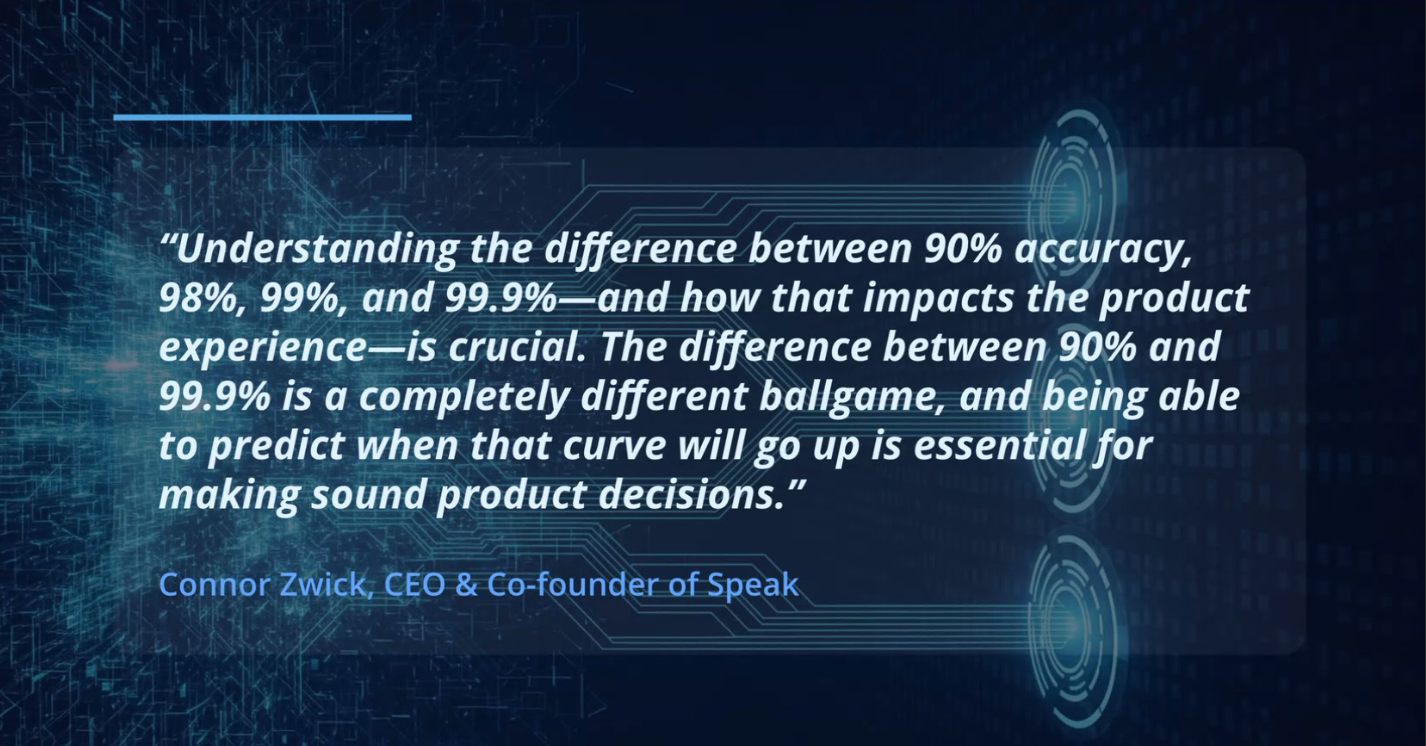 “Understanding the difference between 90% accuracy,
98%, 99%, and 99.9%—and how that impacts the product
experience—is crucial. The difference between 90% and
99.9% is a completely different ballgame, and being able
to predict when that curve will go up is essential for
making sound product decisions.”
Connor Zwick, CEO & Co-founder of Speak